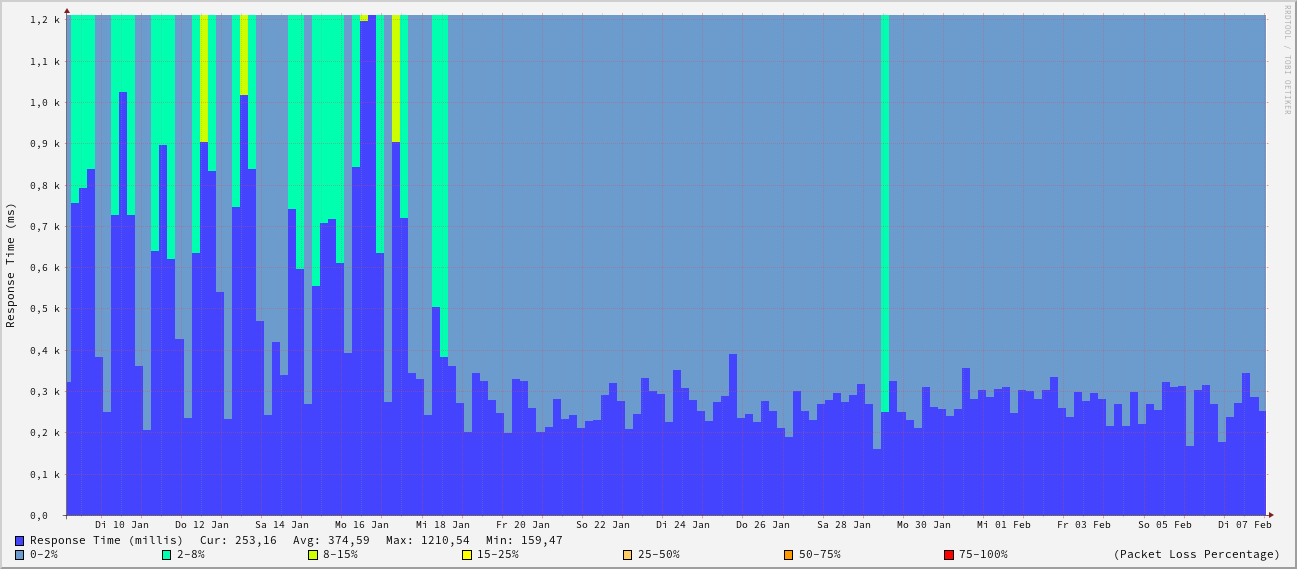 1,2 k
1,1 k
1,0 k
0,9 k
0,8 k
0,7 k
0,6 k
0,5 k
0,4 k
0,3 k
0,2 k
0,1 k
0,0
Response Time (ms)
RRDTOOL / TOBI OETIKER
Di 10 Jan Do 12 Jan Sa 14 Jan Mo 16 Jan Mi 18 Jan Fr 20 Jan So 22 Jan Di 24 Jan Do 26 Jan Sa 28 Jan Mo 30 Jan Mi 01 Feb Fr 03 Feb So 05 Feb Di 07 Feb
Response Time (millis) Cur: 253,16 Avg: 374,59 Max: 1210,54 Min: 159,47
0-2% 2-8% 8-15% 15-25% 25-50% 50-75% 75-100% (Packet Loss Percentage)